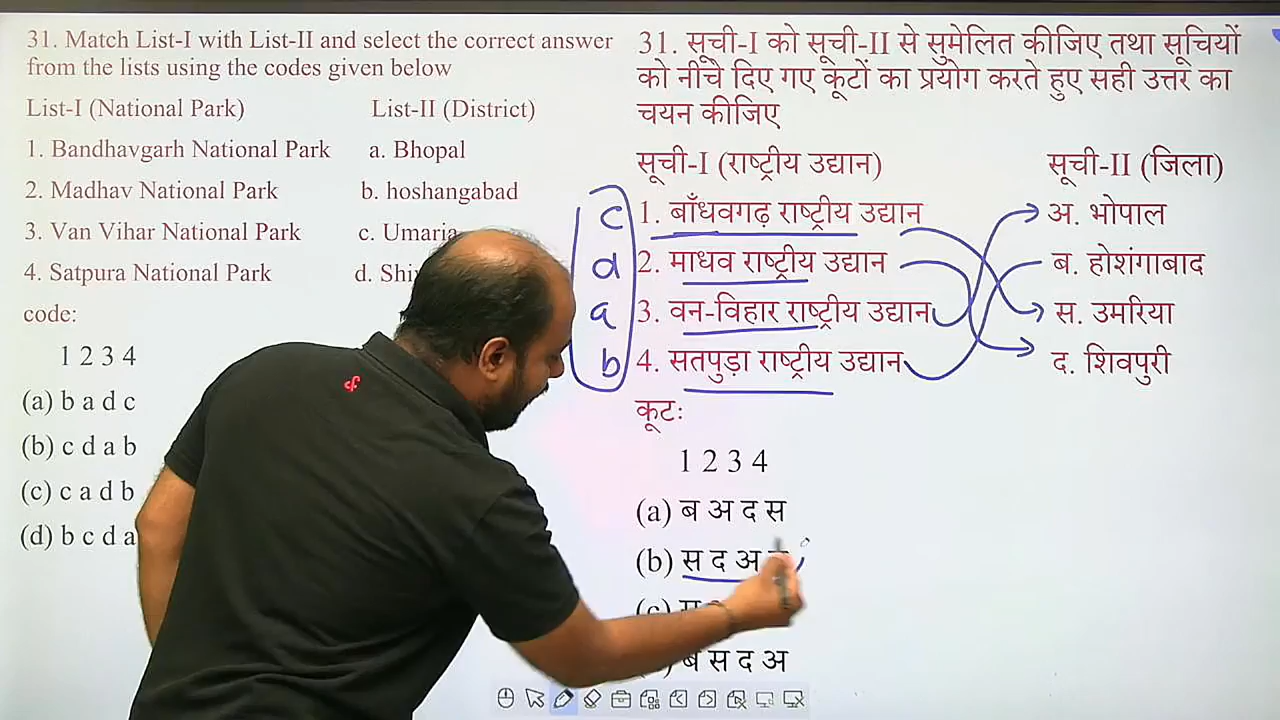 31. Match List-I with List-II and select the correct answer
from the lists using the codes given below
List-I (National Park) List-II (District)
1. Bandhavgarh National Park a. Bhopal
2. Madhav National Park b. hoshangabad
3. Van Vihar National Park c. Umaria
4. Satpura National Park d.
code:
1 2 3 4
(a) b a d c
(b) c d a b
(c) c a d b
(d) b c d a
31. सूची-I को सूची-II से सुमेलित कीजिए तथा सूचियों
को नीचे दिए गए कूटों का प्रयोग करते हुए सही उत्तर का
चयन कीजिए
सूची-I (राष्ट्रीय उद्यान) सूची-II (जिला)
c 1. बाँधवगढ़ राष्ट्रीय उद्यान अ. भोपाल
d 2. माधव राष्ट्रीय उद्यान ब. होशंगाबाद
a 3. वन-विहार राष्ट्रीय उद्यान स. उमरिया
b 4. सतपुड़ा राष्ट्रीय उद्यान द. शिवपुरी
कूटः
1 2 3 4
(a) ब अ द स
(b) स द अ
ब स द अ